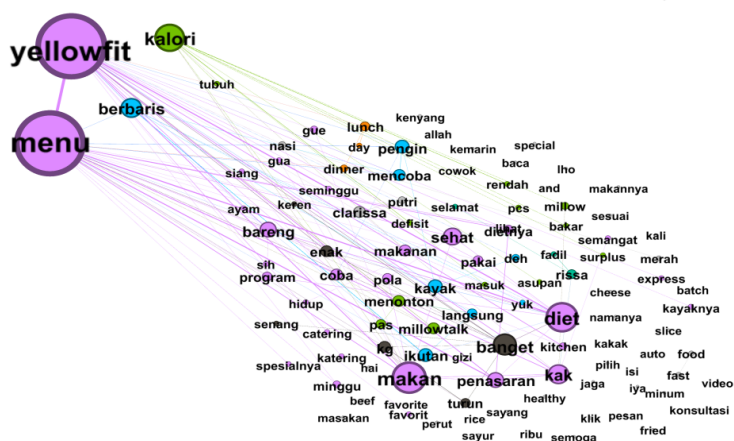 yellowfit
kalori
tubuh
berbaris
menu
kenyang
lunch
gue
allah
nasi
day
pengin
kemarin
special
gua
baca
siang
dinner
mencoba
cowok
lho
seminggu
rendah
and
makannya
ayam
keren
putri
clarissa
selamat
pcs
millow
sesuai
bareng
defisit
diethya
bakar
sehat
semangat
kali
enak
makanan
pakai
deh
fadil
surplus
merah
sih
program
coba
pola
kayak
masuk
asupan
rissa
express
cheese
batch
hidup
menonton
yuk
kayaknya
langsung
diet
namanya
senang
catering
pas
millowtalk
slice
kg
banget
kitchen
kakak
katering
ikutan
gizi
auto
food
spesialnya
hai
pilih
isi
makan
penasaran
kak
fast
minggu
jaga
iya
video
healthy
minum
beef
favorite
turun
masakan
favorit
sayang
konsultasi
rice
klik
pesan
perut
sayur
ribu
semoga
fried